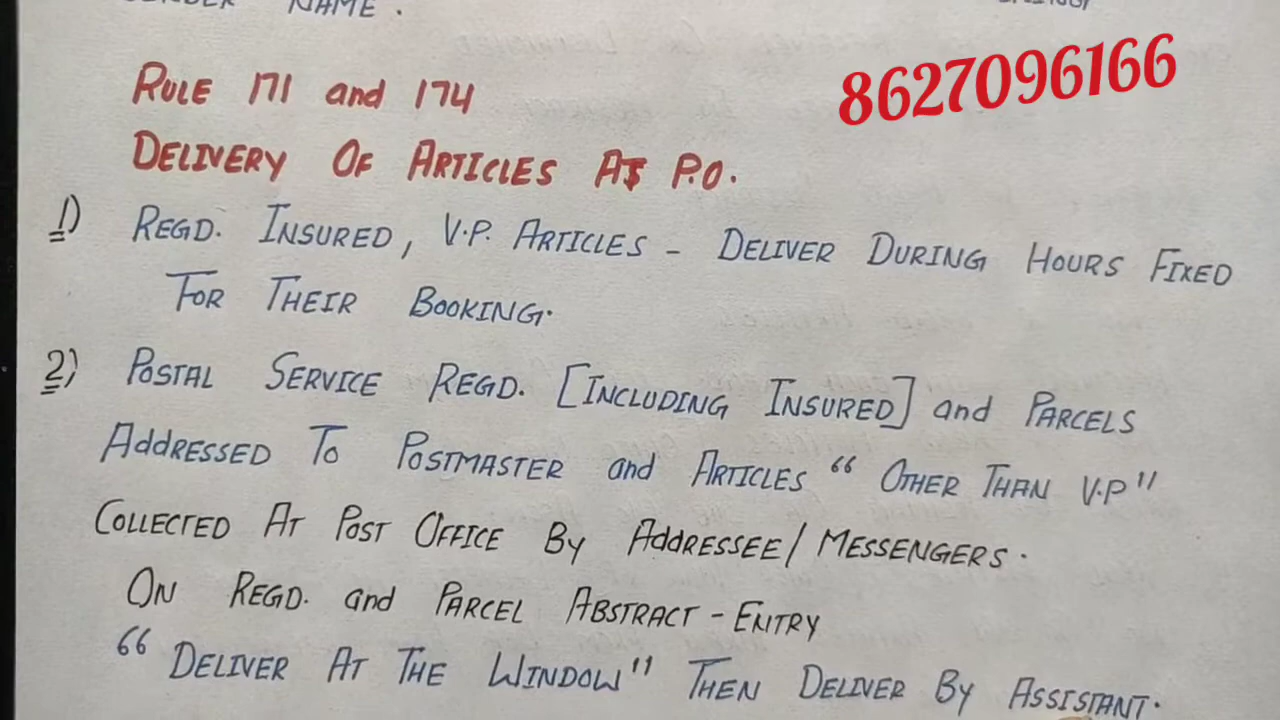 NAME.
8627096166
RULE 171 and 174
DELIVERY OF ARTICLES AT P.O.
1) REGD. INSURED, V.P. ARTICLES - DELIVER DURING HOURS FIXED
FOR THEIR BOOKING.
2) POSTAL SERVICE REGD. [INCLUDING INSURED] and PARCELS
ADDRESSED TO POSTMASTER and ARTICLES “ OTHER THAN V.P"
COLLECTED AT POST OFFICE BY ADDRESSEE/MESSENGERS.
ON REGD. and PARCEL ABSTRACT - ENTRY
“ DELIVER AT THE WINDOW" THEN DELIVER BY ASSISTANT.